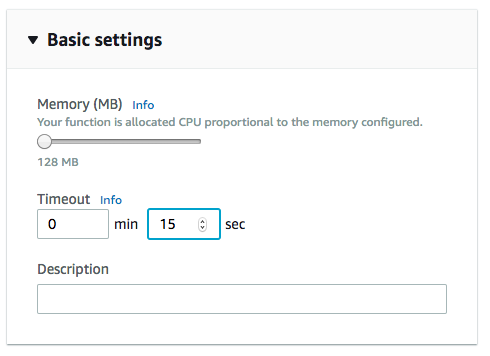 Basic settings
Memory (MB) Info
Your function is allocated CPU proportional to the memory configured.
128 MB
Timeout Info
0 min 15 sec
Description